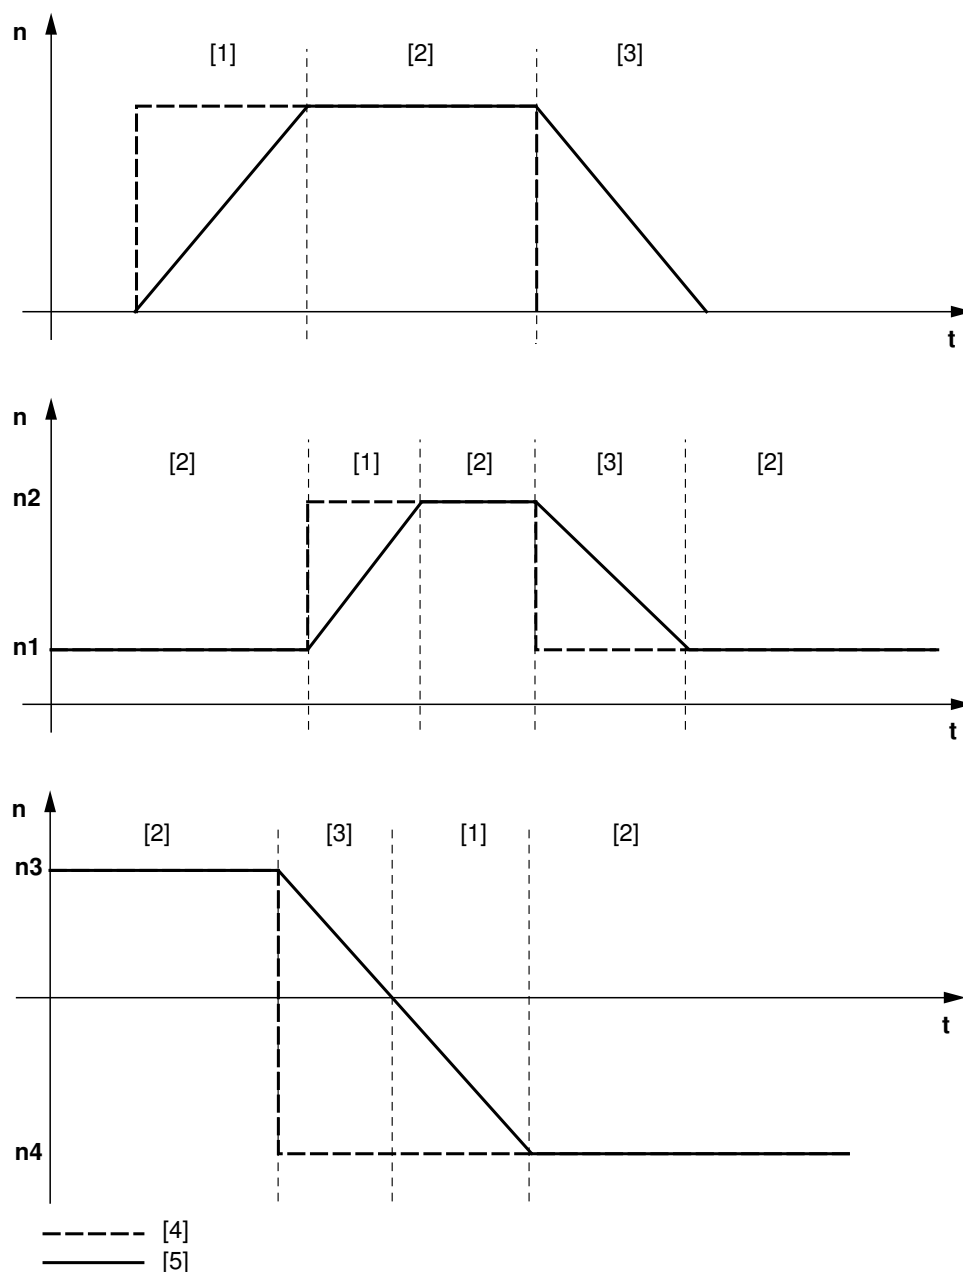 n
[1] [2] [3]
t
n
[2] [1] [2] [3] [2]
n2
n1
t
n
[2] [3] [1] [2]
n3
t
n4
[4]
[5]